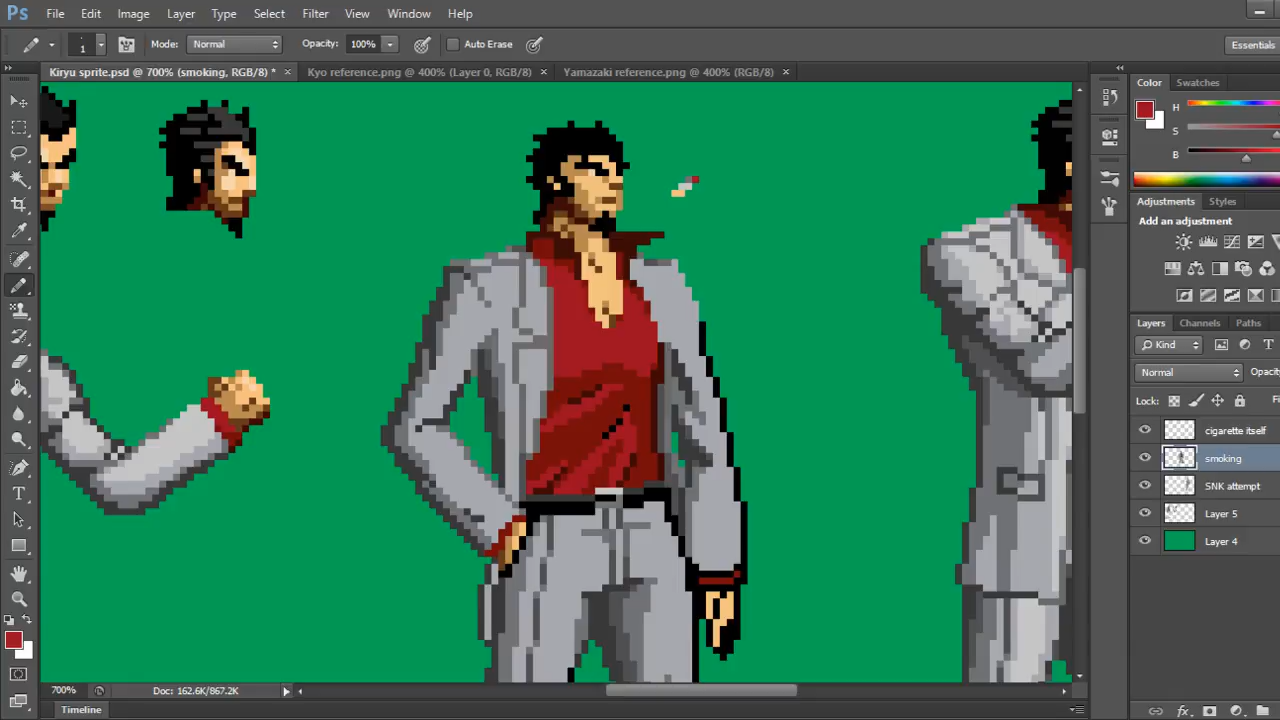 Ps File Edit Image Layer Type Select Filter View Window Help
1 Mode: Normal Opacity: 100% Auto Erase Essentials
Kiryu sprite.psd @ 700% (smoking, RGB/8) * × Kyo reference.png @ 400% (Layer 0, RGB/8) × Yamazaki reference.png @ 400% (RGB/8) ×
Color Swatches
H
S
B
Adjustments Styles
Add an adjustment
Layers Channels Paths
Kind
Normal
Lock:
cigarette itself
smoking
SNK attempt
Layer 5
Layer 4
T
700% Doc: 162.6K/867.2K
Timeline
fx